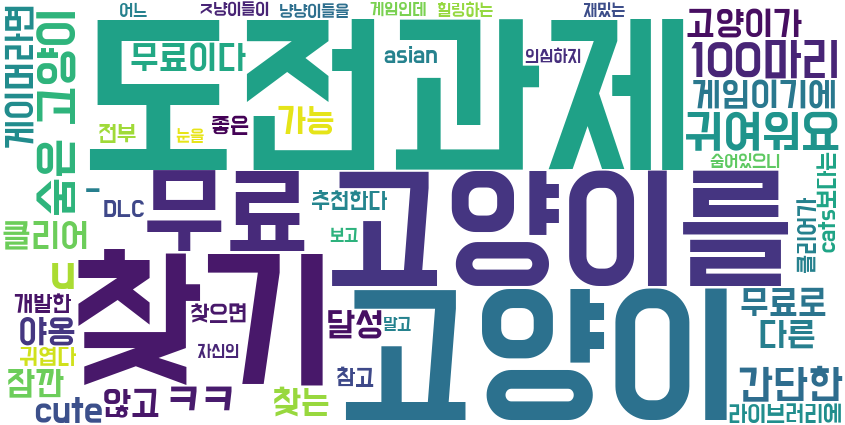 어느
ㅈ냥이들이
냥냥이들을
게임인데
힐링하는
재밌는
게이머라면
숨은 고양이
무료이다
도전과제
asian
의심하지
고양이가
100마리
게임이기에
귀여워요
전부
눈을
좋은
가능
숨어있으니
-
DLC
무료
추천한다
고양이를
cats보다는
클리어가
클리어
u
보고
찾기
고양이
개발한
야옹
찾으면
달성
말고
무료로
다른
귀엽다
자신의
잠깐
참고
간단한
cute
않고
ㅋㅋ
찾는
라이브러리에